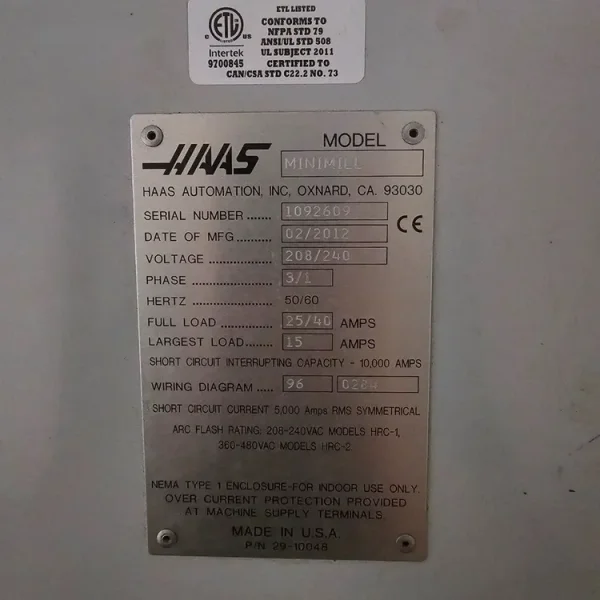 ETL LISTED
CONFORMS TO
NFPA STD 79
ANSI/UL STD 508
UL SUBJECT 2011
CERTIFIED TO
CAN/CSA STD C22.2 NO. 73
ETL
C US
Intertek
9700845
HAAS
MODEL
MINIMILL
HAAS AUTOMATION, INC, OXNARD, CA. 93030
SERIAL NUMBER ....... 1092609
CE
DATE OF MFG.......... 02/2012
VOLTAGE ................. 208/240
PHASE ..................... 3/1
HERTZ ..................... 50/60
FULL LOAD .............. 25/40 AMPS
LARGEST LOAD....... 15 AMPS
SHORT CIRCUIT INTERRUPTING CAPACITY - 10,000 AMPS
WIRING DIAGRAM ..... 96 0284
SHORT CIRCUIT CURRENT 5,000 Amps RMS SYMMETRICAL
ARC FLASH RATING: 208-240VAC MODELS HRC-1,
360-480VAC MODELS HRC-2
NEMA TYPE 1 ENCLOSURE-FOR INDOOR USE ONLY.
OVER CURRENT PROTECTION PROVIDED
AT MACHINE SUPPLY TERMINALS.
MADE IN U.S.A.
P/N 29-10048